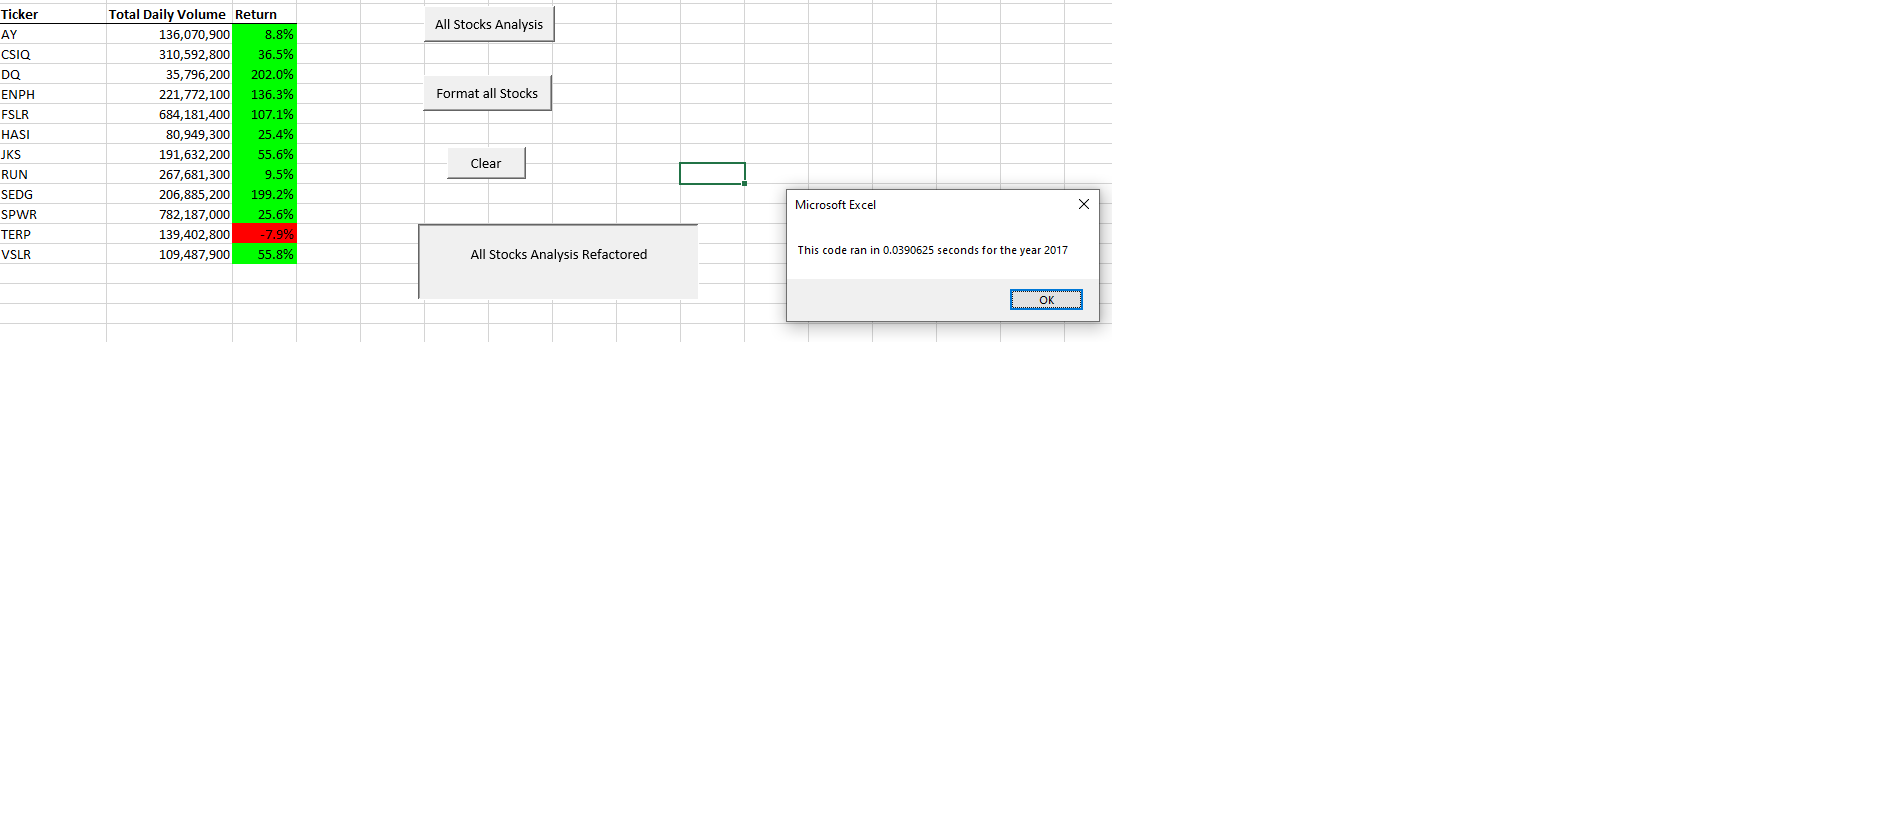 Ticker Total Daily Volume Return
AY 136,070,900 8.8%
CSIQ 310,592,800 36.5%
DQ 35,796,200 202.0%
ENPH 221,772,100 136.3%
FSLR 684,181,400 107.1%
HASI 80,949,300 25.4%
JKS 191,632,200 55.6%
RUN 267,681,300 9.5%
SEDG 206,885,200 199.2%
SPWR 782,187,000 25.6%
TERP 139,402,800 -7.9%
VSLR 109,487,900 55.8%
All Stocks Analysis
Format all Stocks
Clear
All Stocks Analysis Refactored
Microsoft Excel
This code ran in 0.0390625 seconds for the year 2017
OK